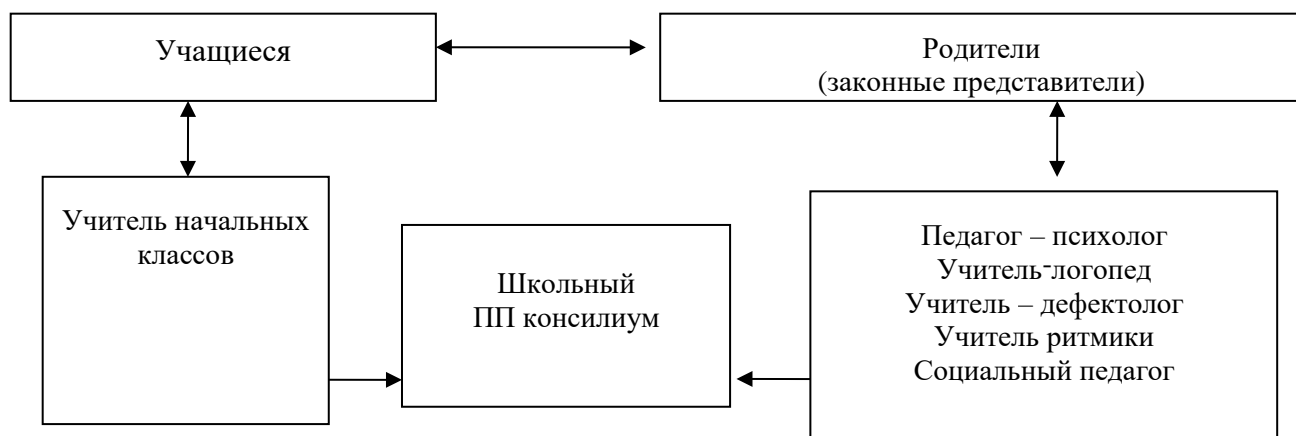 Учащиеся
Родители
(законные представители)
Учитель начальных
классов
Школьный
ПП консилиум
Педагог – психолог
Учитель-логопед
Учитель – дефектолог
Учитель ритмики
Социальный педагог